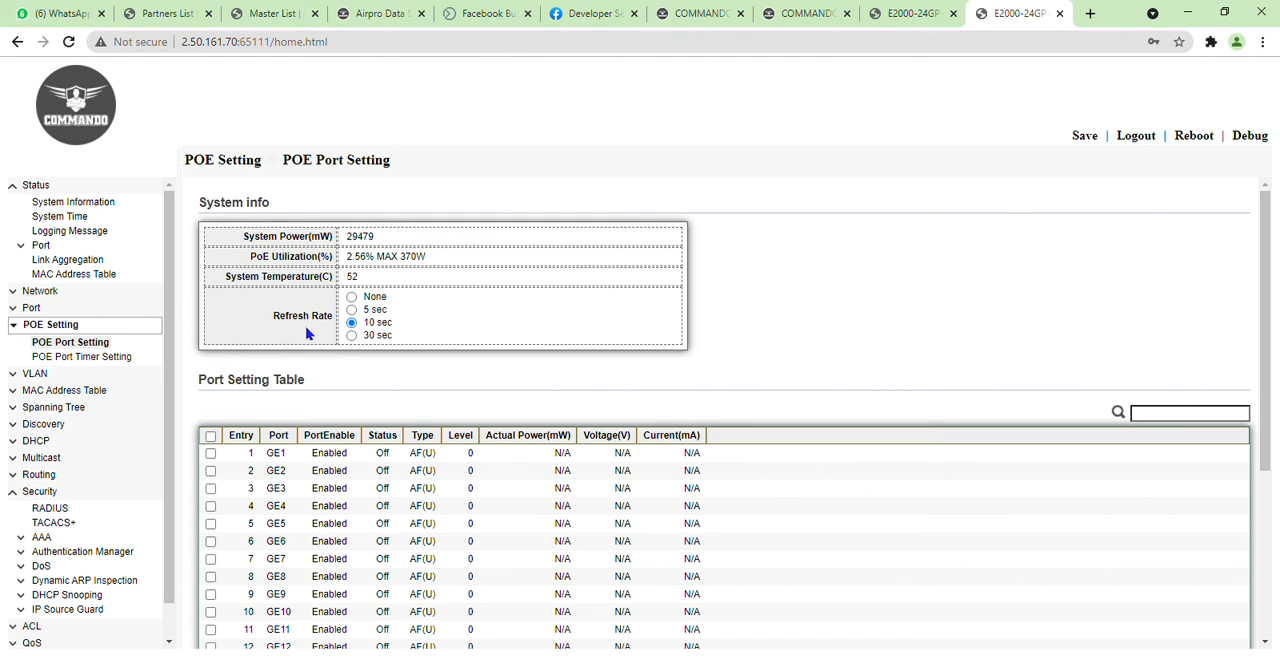 (6) WhatsApp
Partners List |
Master List |
Airpro Data S
Facebook Bu
Developer Se
COMMANDO
COMMANDO
E2000-24GP
E2000-24GP
Not secure | 2.50.161.70:65111/home.html
COMMANDO
Save | Logout | Reboot | Debug
POE Setting POE Port Setting
Status
System Information
System Time
Logging Message
Port
Link Aggregation
MAC Address Table
Network
Port
POE Setting
POE Port Setting
POE Port Timer Setting
VLAN
MAC Address Table
Spanning Tree
Discovery
DHCP
Multicast
Routing
Security
RADIUS
TACACS+
AAA
Authentication Manager
DoS
Dynamic ARP Inspection
DHCP Snooping
IP Source Guard
ACL
QoS
System info
System Power(mW) 29479
PoE Utilization(%) 2.56% MAX 370W
System Temperature(C) 52
Refresh Rate
None
5 sec
10 sec
30 sec
Port Setting Table
Entry Port PortEnable Status Type Level Actual Power(mW) Voltage(V) Current(mA)
1 GE1 Enabled Off AF(U) 0 N/A N/A N/A
2 GE2 Enabled Off AF(U) 0 N/A N/A N/A
3 GE3 Enabled Off AF(U) 0 N/A N/A N/A
4 GE4 Enabled Off AF(U) 0 N/A N/A N/A
5 GE5 Enabled Off AF(U) 0 N/A N/A N/A
6 GE6 Enabled Off AF(U) 0 N/A N/A N/A
7 GE7 Enabled Off AF(U) 0 N/A N/A N/A
8 GE8 Enabled Off AF(U) 0 N/A N/A N/A
9 GE9 Enabled Off AF(U) 0 N/A N/A N/A
10 GE10 Enabled Off AF(U) 0 N/A N/A N/A
11 GE11 Enabled Off AF(U) 0 N/A N/A N/A
12 GE12 Enabled Off AF(U) 0 N/A N/A N/A